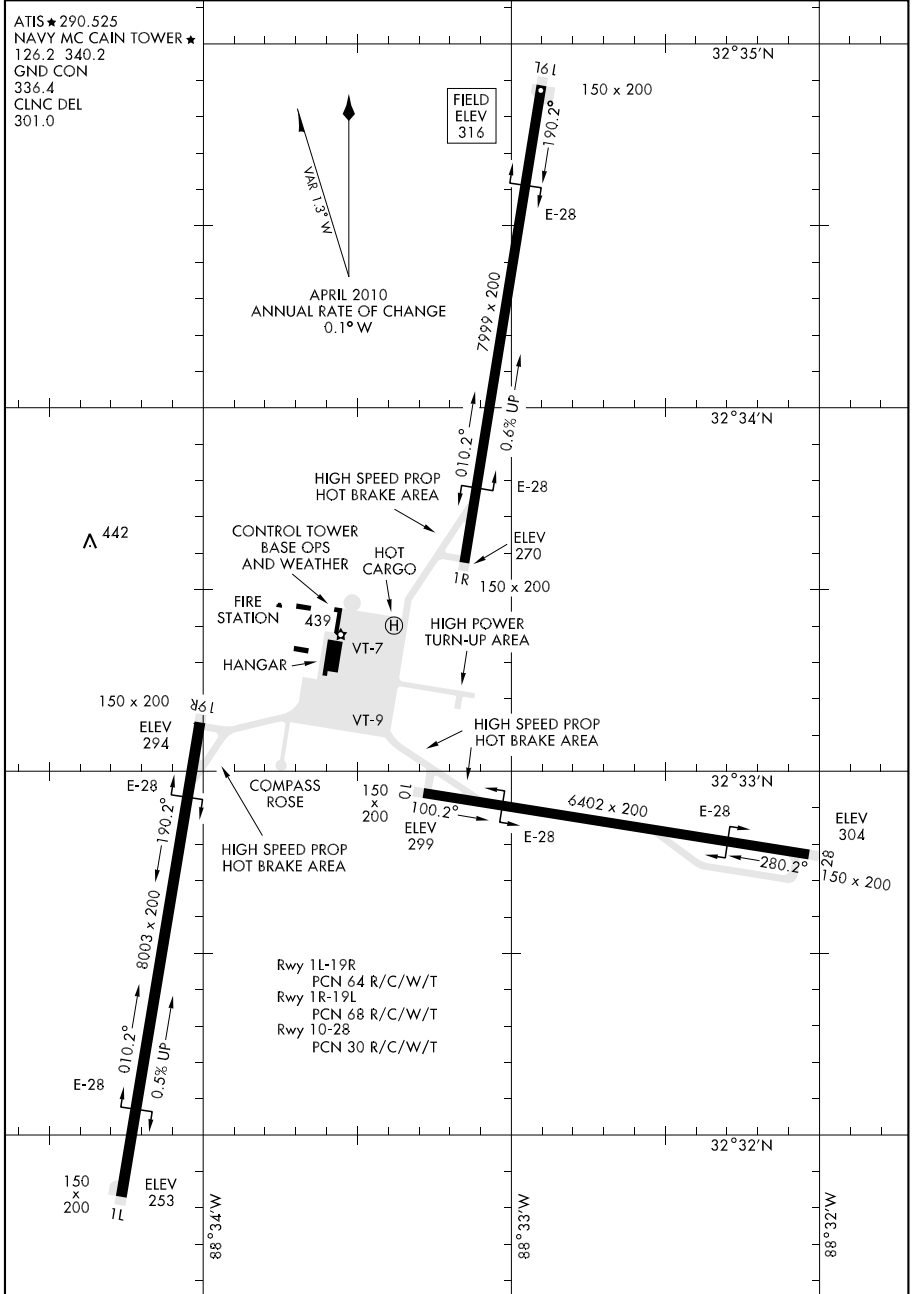 ATIS ★ 290.525
NAVY MC CAIN TOWER ★
126.2 340.2
GND CON
336.4
CLNC DEL
301.0
32°35'N
19L
150 x 200
FIELD
ELEV
316
190.2°
VAR 1.3° W
E-28
APRIL 2010
ANNUAL RATE OF CHANGE
0.1° W
7999 x 200
32°34'N
010.2°
0.6% UP
HIGH SPEED PROP
HOT BRAKE AREA
E-28
442
CONTROL TOWER
BASE OPS
AND WEATHER
HOT
CARGO
ELEV
270
1R
150 x 200
FIRE
STATION
439
H
HIGH POWER
TURN-UP AREA
VT-7
HANGAR
150 x 200
19R
VT-9
ELEV
294
HIGH SPEED PROP
HOT BRAKE AREA
32°33'N
E-28
COMPASS
ROSE
150
x
200
10
100.2°
6402 x 200
E-28
ELEV
304
190.2°
ELEV
299
E-28
HIGH SPEED PROP
HOT BRAKE AREA
280.2°
28
150 x 200
8003 x 200
Rwy 1L-19R
PCN 64 R/C/W/T
Rwy 1R-19L
PCN 68 R/C/W/T
Rwy 10-28
PCN 30 R/C/W/T
010.2°
0.5% UP
E-28
32°32'N
150
x
200
ELEV
253
1L
88°34'W
88°33'W
88°32'W